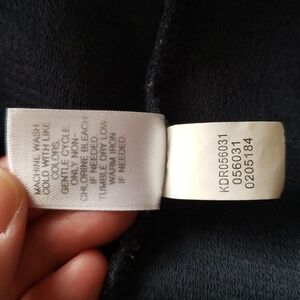 MACHINE WASH
COLD WITH LIKE
COLORS.
GENTLE CYCLE
ONLY NON-
CHLORINE BLEACH
IF NEEDED.
TUMBLE DRY LOW.
WARM IRON
IF NEEDED.
KDR056031
056031
0205184